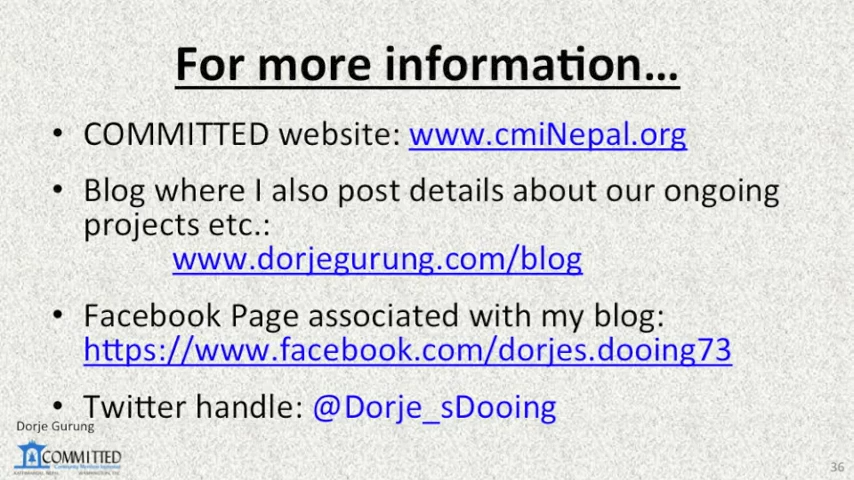 For more information...
• COMMITTED website: www.cmiNepal.org
• Blog where I also post details about our ongoing
projects etc.:
www.dorjegurung.com/blog
• Facebook Page associated with my blog:
https://www.facebook.com/dorjes.dooing73
• Twitter handle: @Dorje_sDooing
Dorje Gurung
COMMITTED
36